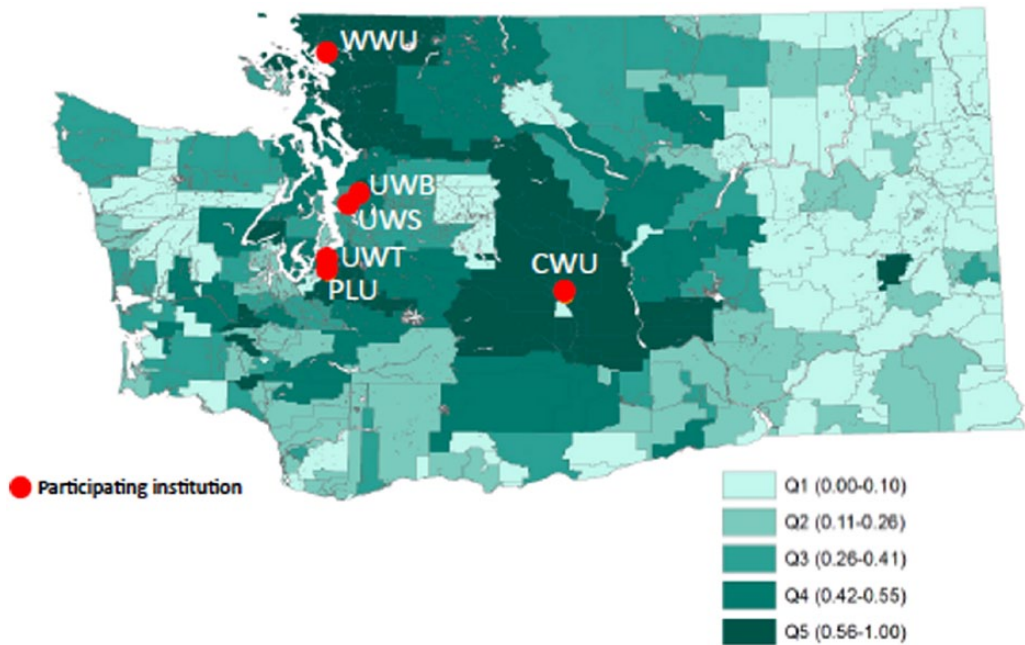 WWU
UWB
UWS
UWT
CWU
PLU
Participating institution
Q1 (0.00-0.10)
Q2 (0.11-0.26)
Q3 (0.26-0.41)
Q4 (0.42-0.55)
Q5 (0.56-1.00)